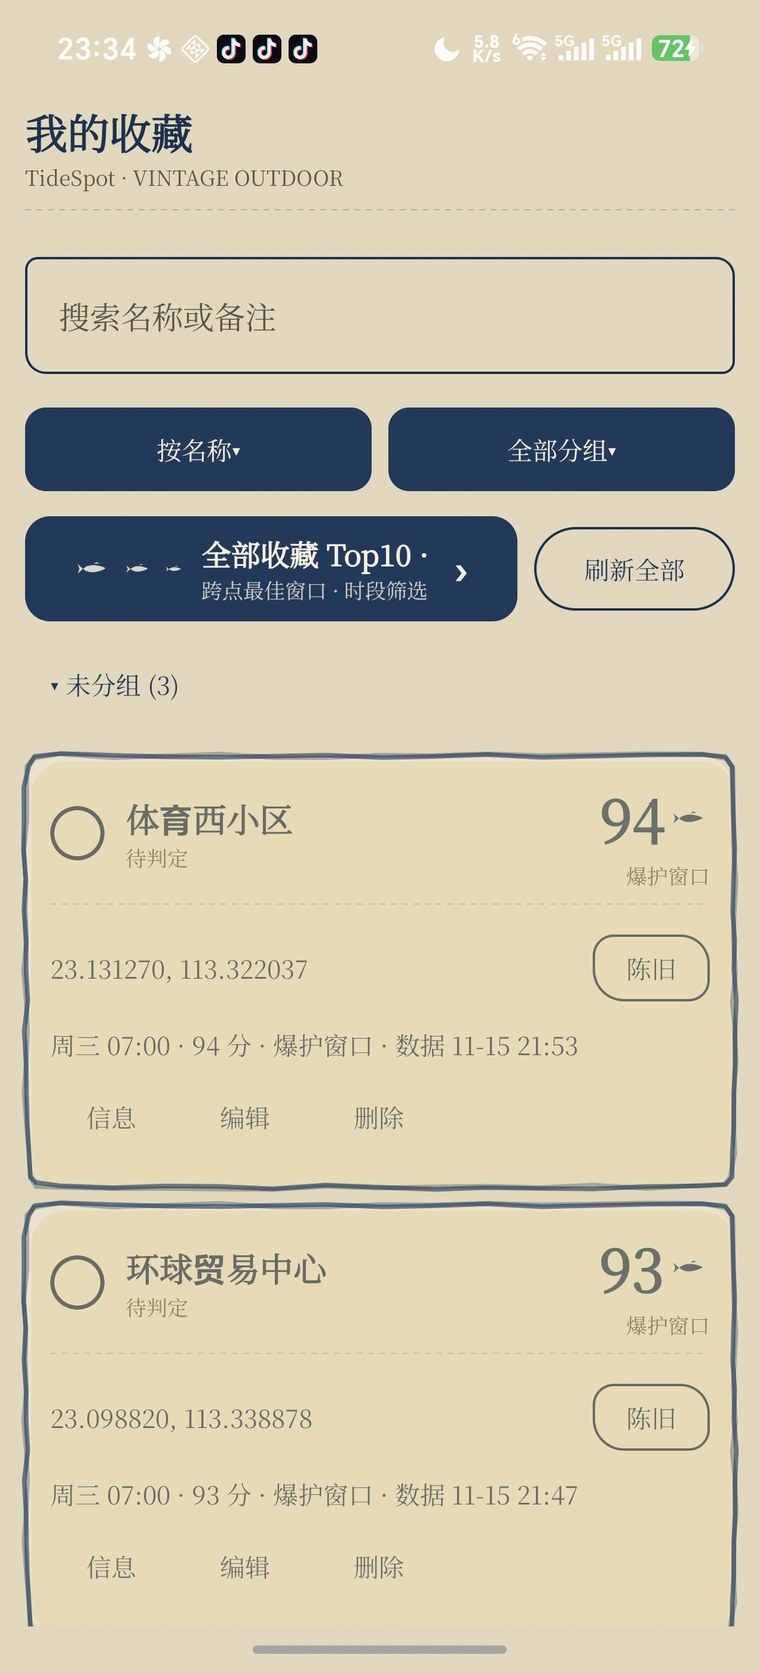 23:34
5.8 K/s 6 5G 5G 72
我的收藏
TideSpot · VINTAGE OUTDOOR
搜索名称或备注
按名称▾ 全部分组▾
全部收藏 Top10 ·
跨点最佳窗口 · 时段筛选
›
刷新全部
▾ 未分组 (3)
体育西小区
待判定
94
爆护窗口
23.131270, 113.322037
陈旧
周三 07:00 · 94 分 · 爆护窗口 · 数据 11-15 21:53
信息 编辑 删除
环球贸易中心
待判定
93
爆护窗口
23.098820, 113.338878
陈旧
周三 07:00 · 93 分 · 爆护窗口 · 数据 11-15 21:47
信息 编辑 删除